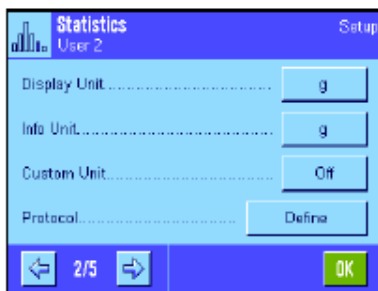 Statistics Setup
User 2
Display Unit.......................................... g
Info Unit................................................ g
Custom Unit.......................................... Off
Protocol................................. Define
2/5 OK